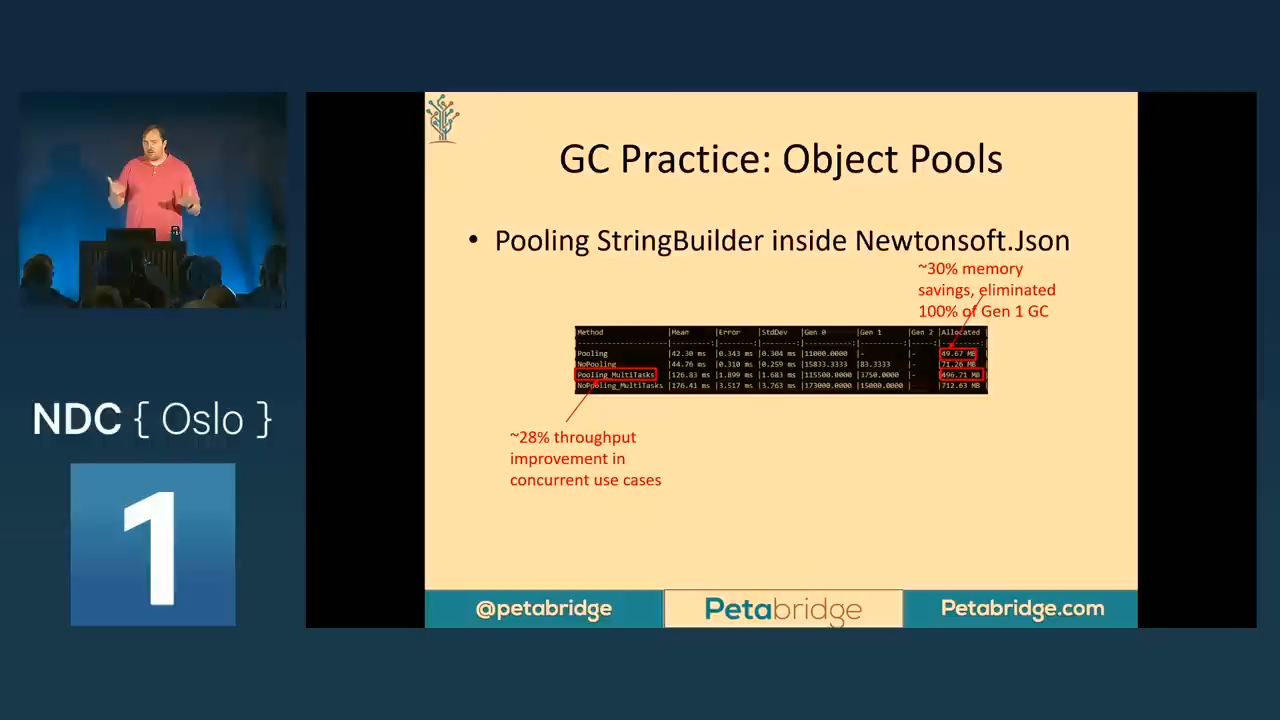 GC Practice: Object Pools
• Pooling StringBuilder inside Newtonsoft.Json
~30% memory
savings, eliminated
100% of Gen 1 GC
Method |Mean |Error |StdDev |Gen 0 |Gen 1 |Gen 2 |Allocated |
Pooling |42.30 ms |0.343 ms |0.304 ms |11000.0000 |- |- |49.67 MB|
NoPooling |44.76 ms |0.310 ms |0.259 ms |15833.3333 |83.3333 |- |71.26 MB|
Pooling_MultiTasks |126.83 ms |1.899 ms |1.683 ms |115500.0000 |3750.0000 |- |496.71 MB|
NoPooling_MultiTasks |176.41 ms |3.517 ms |3.763 ms |173000.0000 |15000.0000 |- |712.63 MB|
~28% throughput
improvement in
concurrent use cases
NDC { Oslo }
1
@petabridge
Petabridge
Petabridge.com